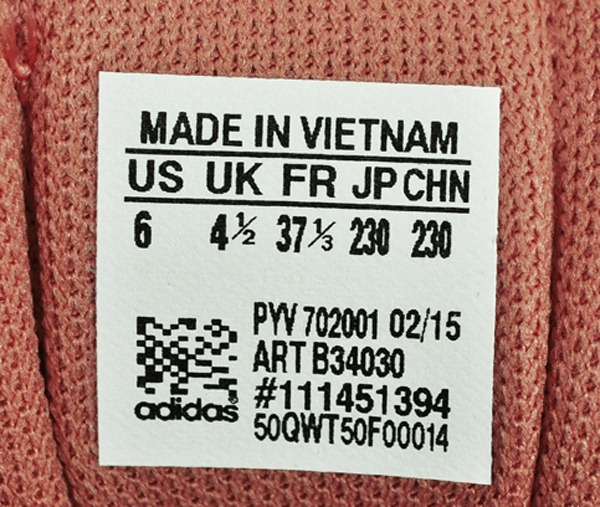 MADE IN VIETNAM
US UK FR JP CHN
6 4½ 37⅓ 230 230
PYV 702001 02/15
ART B34030
#111451394
50QWT50F00014
adidas